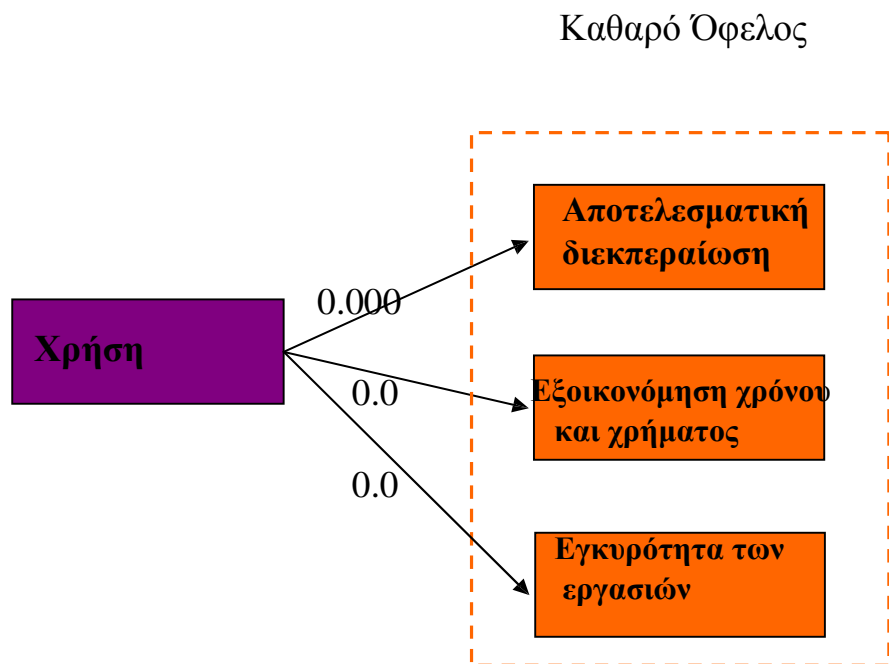 Καθαρό Όφελος
Αποτελεσματική
διεκπεραίωση
0.000
Χρήση
Εξοικονόμηση χρόνου
και χρήματος
0.0
0.0
Εγκυρότητα των
εργασιών